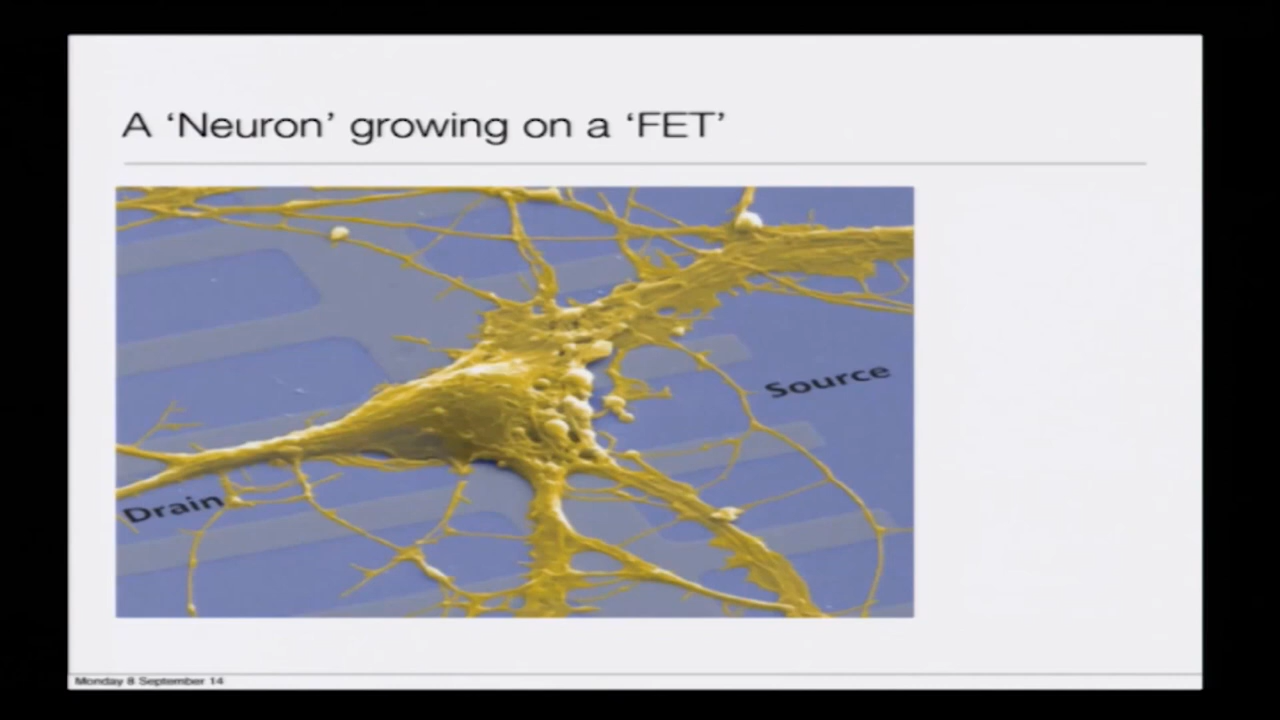 A ‘Neuron’ growing on a ‘FET’
Source
Drain
Monday 8 September 14